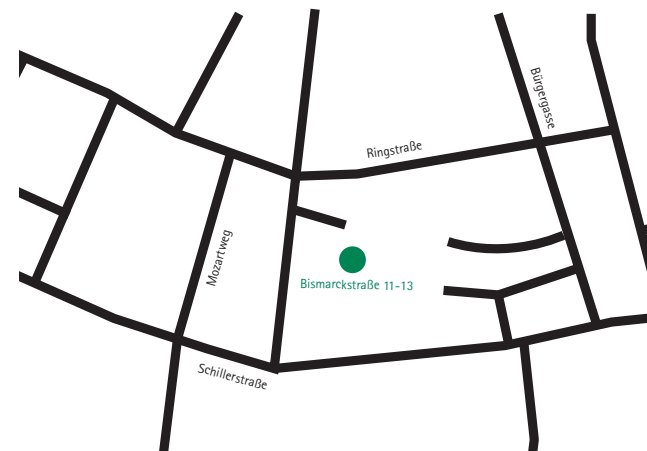 Bürgergasse
Ringstraße
Mozartweg
Bismarckstraße 11-13
Schillerstraße